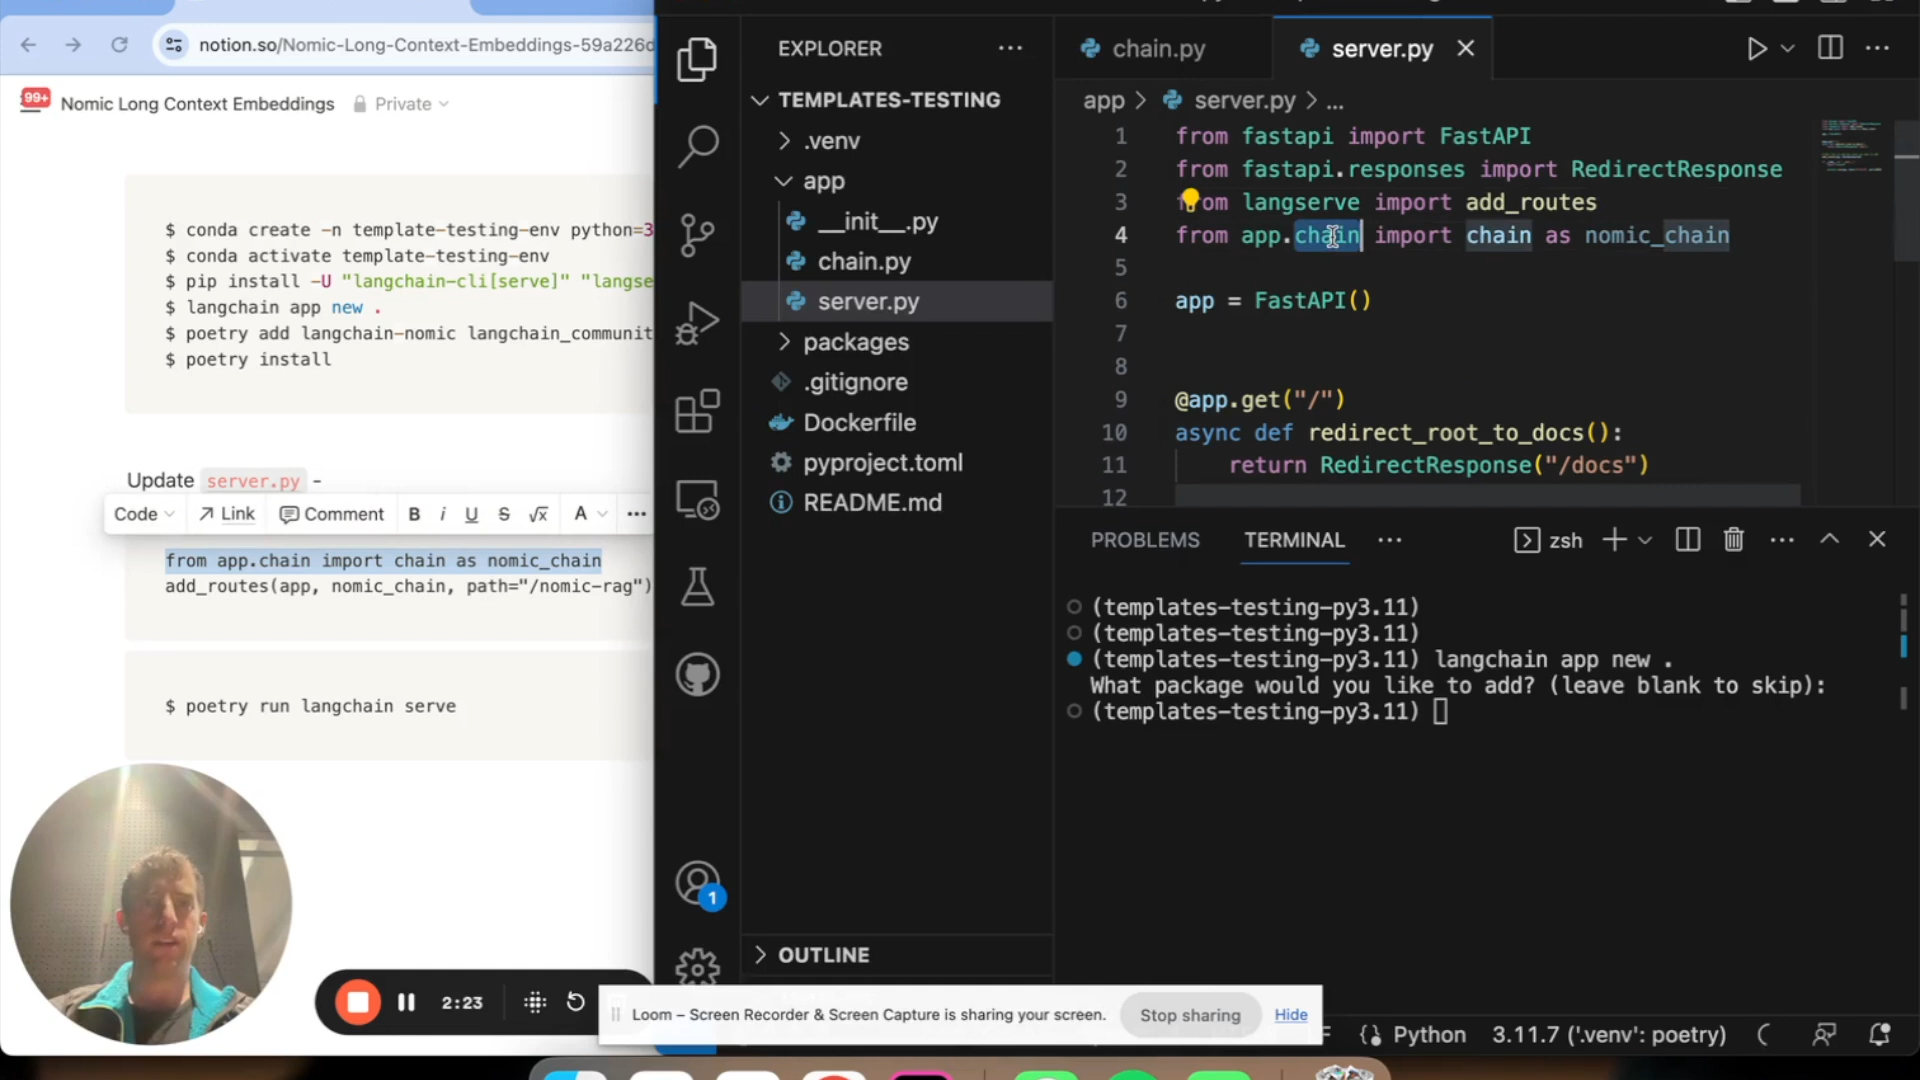 notion.so/Nomic-Long-Context-Embeddings-59a226d
99+
Nomic Long Context Embeddings
Private
$ conda create -n template-testing-env python=3
$ conda activate template-testing-env
$ pip install -U "langchain-cli[serve]" "langse
$ langchain app new .
$ poetry add langchain-nomic langchain_communit
$ poetry install
Update server.py -
Code
Link
Comment
B i U S √x A
from app.chain import chain as nomic_chain
add_routes(app, nomic_chain, path="/nomic-rag")
$ poetry run langchain serve
2:23
EXPLORER
TEMPLATES-TESTING
.venv
app
__init__.py
chain.py
server.py
packages
.gitignore
Dockerfile
pyproject.toml
README.md
OUTLINE
1
chain.py
server.py
app > server.py > ...
1 from fastapi import FastAPI
2 from fastapi.responses import RedirectResponse
3 from langserve import add_routes
4 from app.chain import chain as nomic_chain
5
6 app = FastAPI()
7
8
9 @app.get("/")
10 async def redirect_root_to_docs():
11 return RedirectResponse("/docs")
12
PROBLEMS
TERMINAL
zsh
(templates-testing-py3.11)
(templates-testing-py3.11)
(templates-testing-py3.11) langchain app new .
What package would you like to add? (leave blank to skip):
(templates-testing-py3.11)
Loom – Screen Recorder & Screen Capture is sharing your screen.
Stop sharing
Hide
{} Python
3.11.7 ('.venv': poetry)